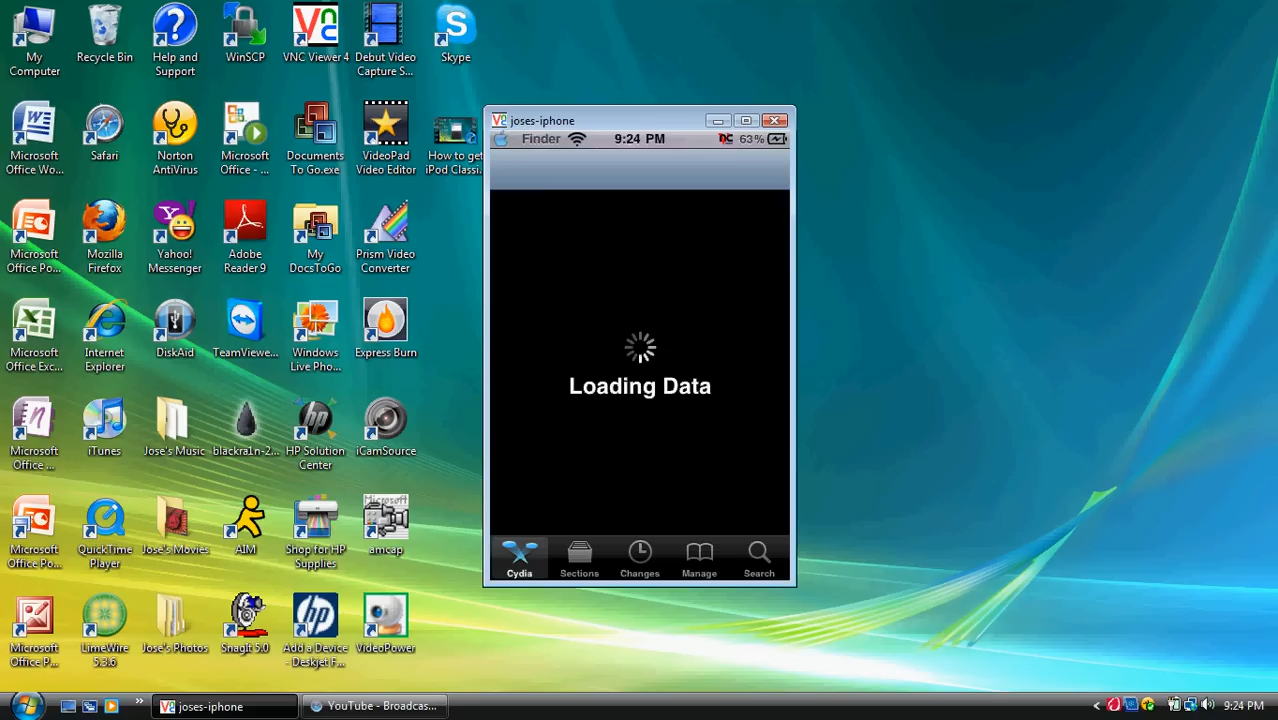 My
Computer
Recycle Bin
Help and
Support
WinSCP
VNC Viewer 4
Debut Video
Capture S...
Skype
Microsoft
Office Wo...
Safari
Norton
AntiVirus
Microsoft
Office - ...
Documents
To Go.exe
VideoPad
Video Editor
How to get
iPod Classi...
Microsoft
Office Po...
Mozilla
Firefox
Yahoo!
Messenger
Adobe
Reader 9
My
DocsToGo
Prism Video
Converter
Microsoft
Office Exc...
Internet
Explorer
DiskAid
TeamViewe...
Windows
Live Pho...
Express Burn
Microsoft
Office ...
iTunes
Jose's Music
blackra1n-2...
HP Solution
Center
iCamSource
Microsoft
Office Po...
QuickTime
Player
Jose's Movies
AIM
Shop for HP
Supplies
Microsoft
amcap
Microsoft
Office P...
LimeWire
5.3.6
Jose's Photos
SnagIt 5.0
Add a Device
- Deskjet F...
VideoPower
joses-iphone
Finder
9:24 PM
63%
Loading Data
Cydia
Sections
Changes
Manage
Search
joses-iphone
YouTube - Broadcas...
9:24 PM